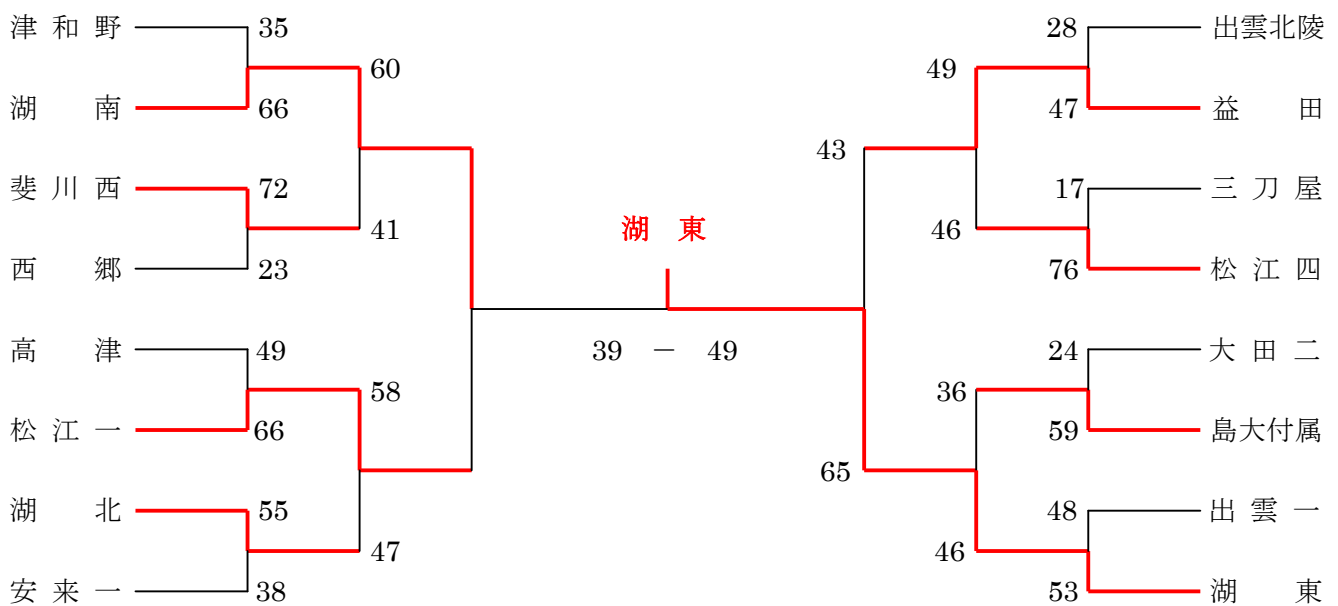 津和野 35 28 出雲北陵
60 49
湖南 66 47 益田
43
斐川西 72 17 三刀屋
41 湖東 46
西郷 23 76 松江四
高津 49 39 － 49 24 大田二
58 36
松江一 66 59 島大付属
65
湖北 55 48 出雲一
47 46
安来一 38 53 湖東